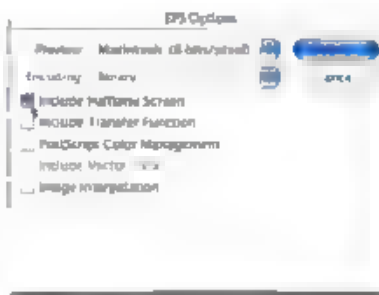 EPS Options
Preview: Macintosh (8 bits/pixel)
Encoding: Binary
Include Halftone Screen
Include Transfer Function
PostScript Color Management
Include Vector
Image Interpolation